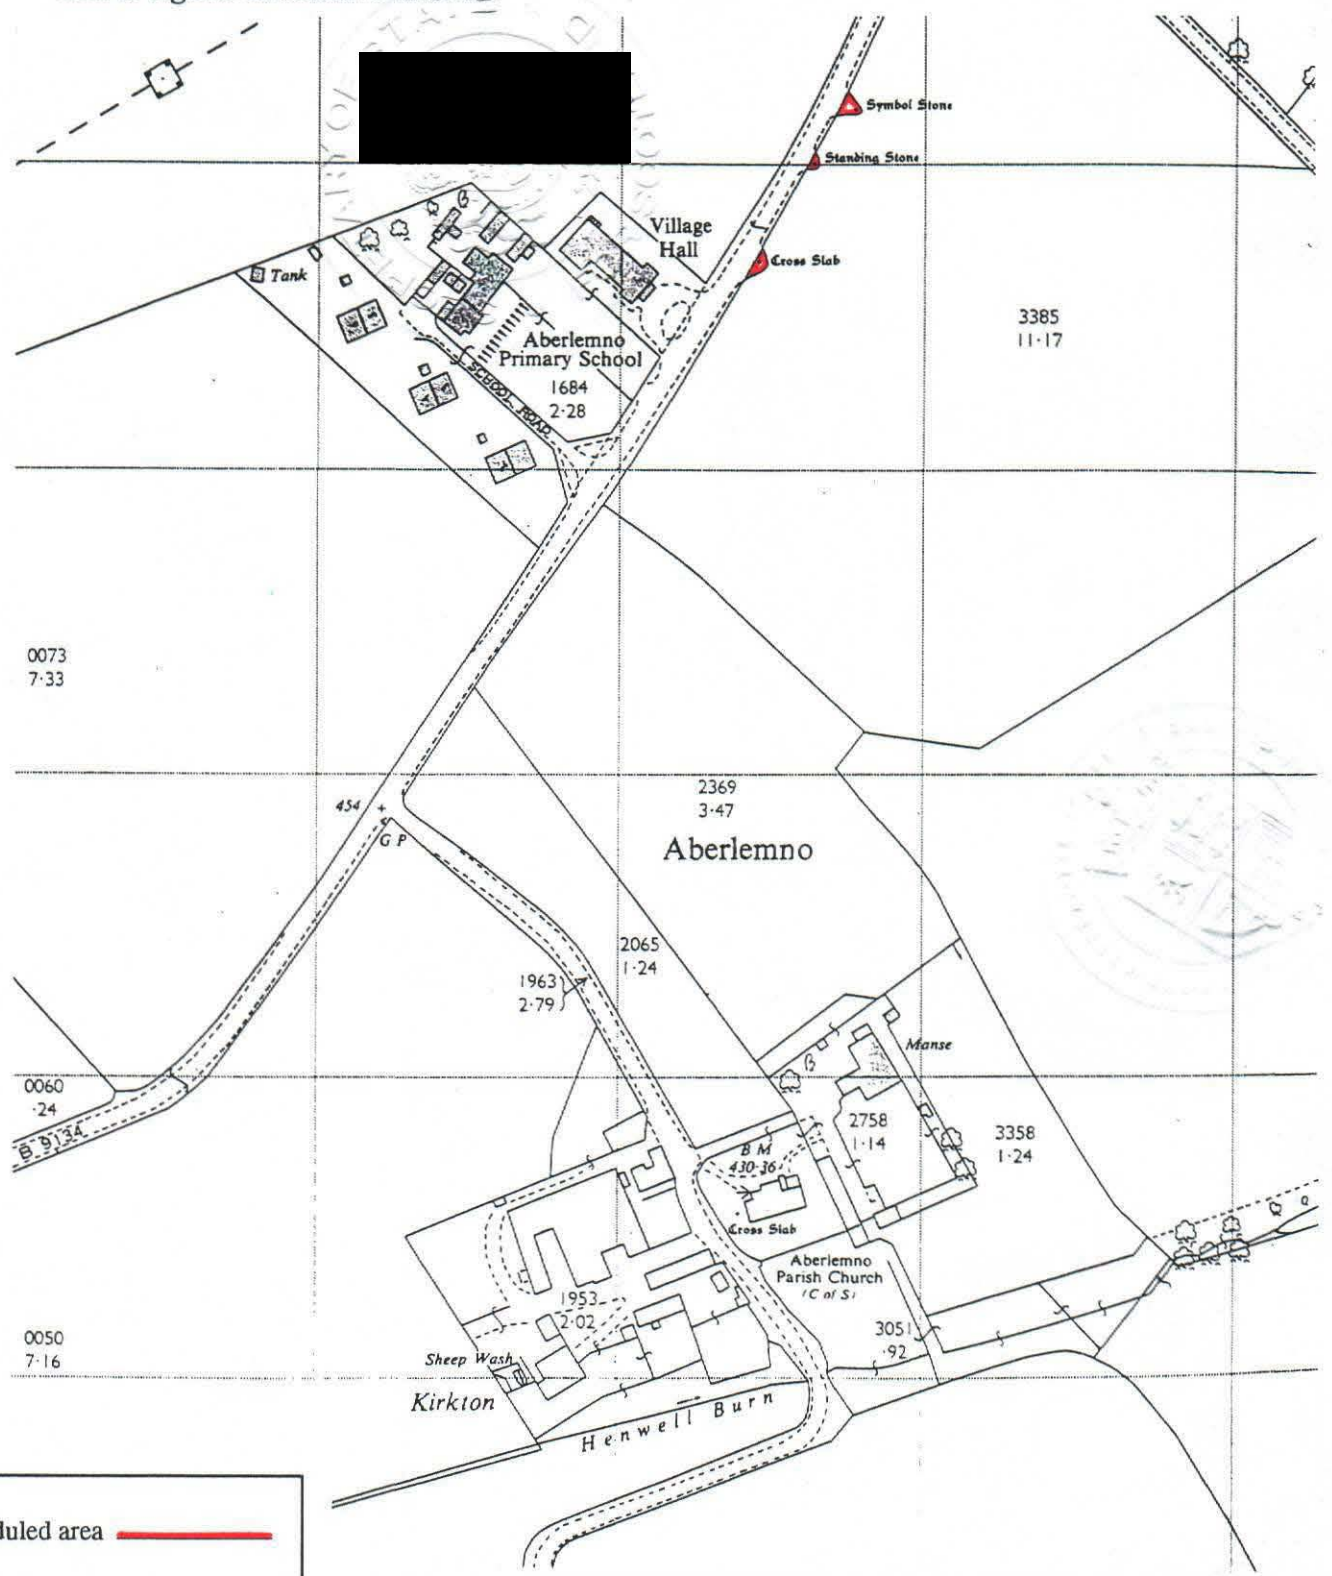 Symbol Stone
Standing Stone
Village
Hall
Cross Slab
Tank
3385
11·17
Aberlemno
Primary School
1684
2·28
SCHOOL ROAD
0073
7·33
2369
3·47
454
G P
Aberlemno
2065
1·24
1963
2·79
Manse
0060
·24
B 9134
2758
1·14
3358
1·24
B M
430·36
Cross Slab
Aberlemno
Parish Church
(C of S)
1953
2·02
3051
·92
0050
7·16
Sheep Wash
Kirkton
Henwell Burn
duled area